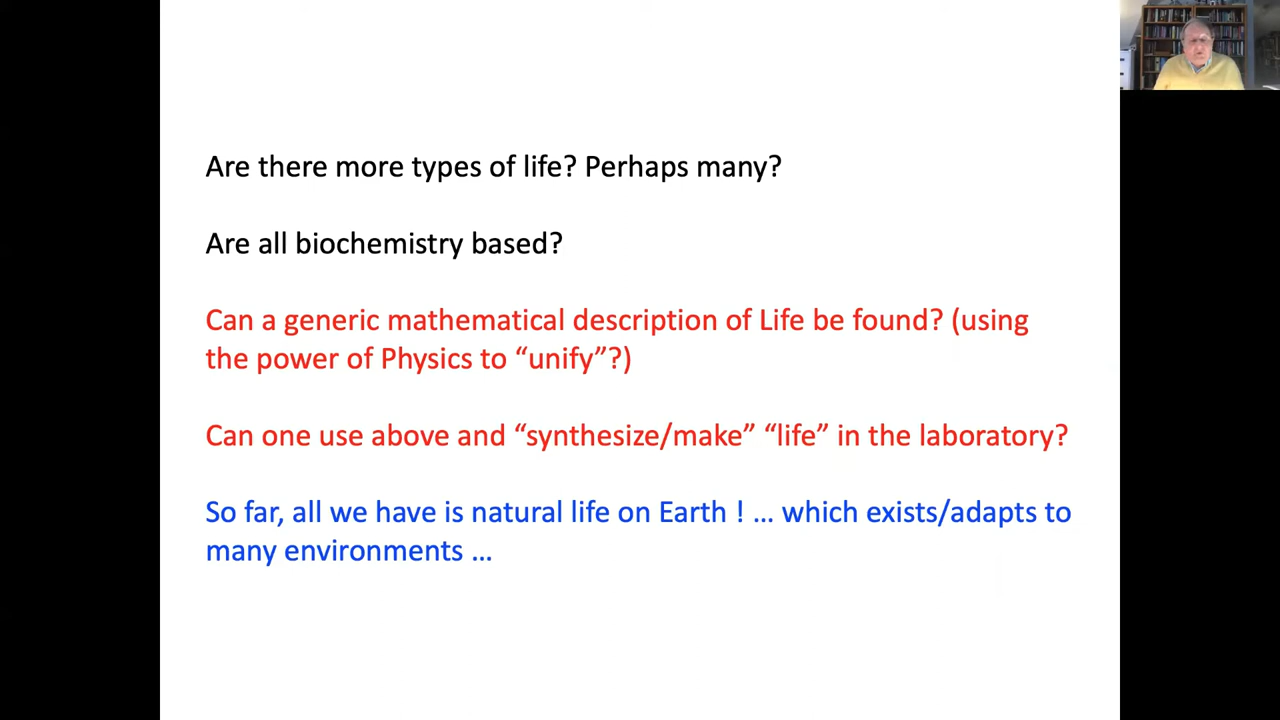 Are there more types of life? Perhaps many?
Are all biochemistry based?
Can a generic mathematical description of Life be found? (using
the power of Physics to “unify”?)
Can one use above and “synthesize/make” “life” in the laboratory?
So far, all we have is natural life on Earth ! ... which exists/adapts to
many environments ...